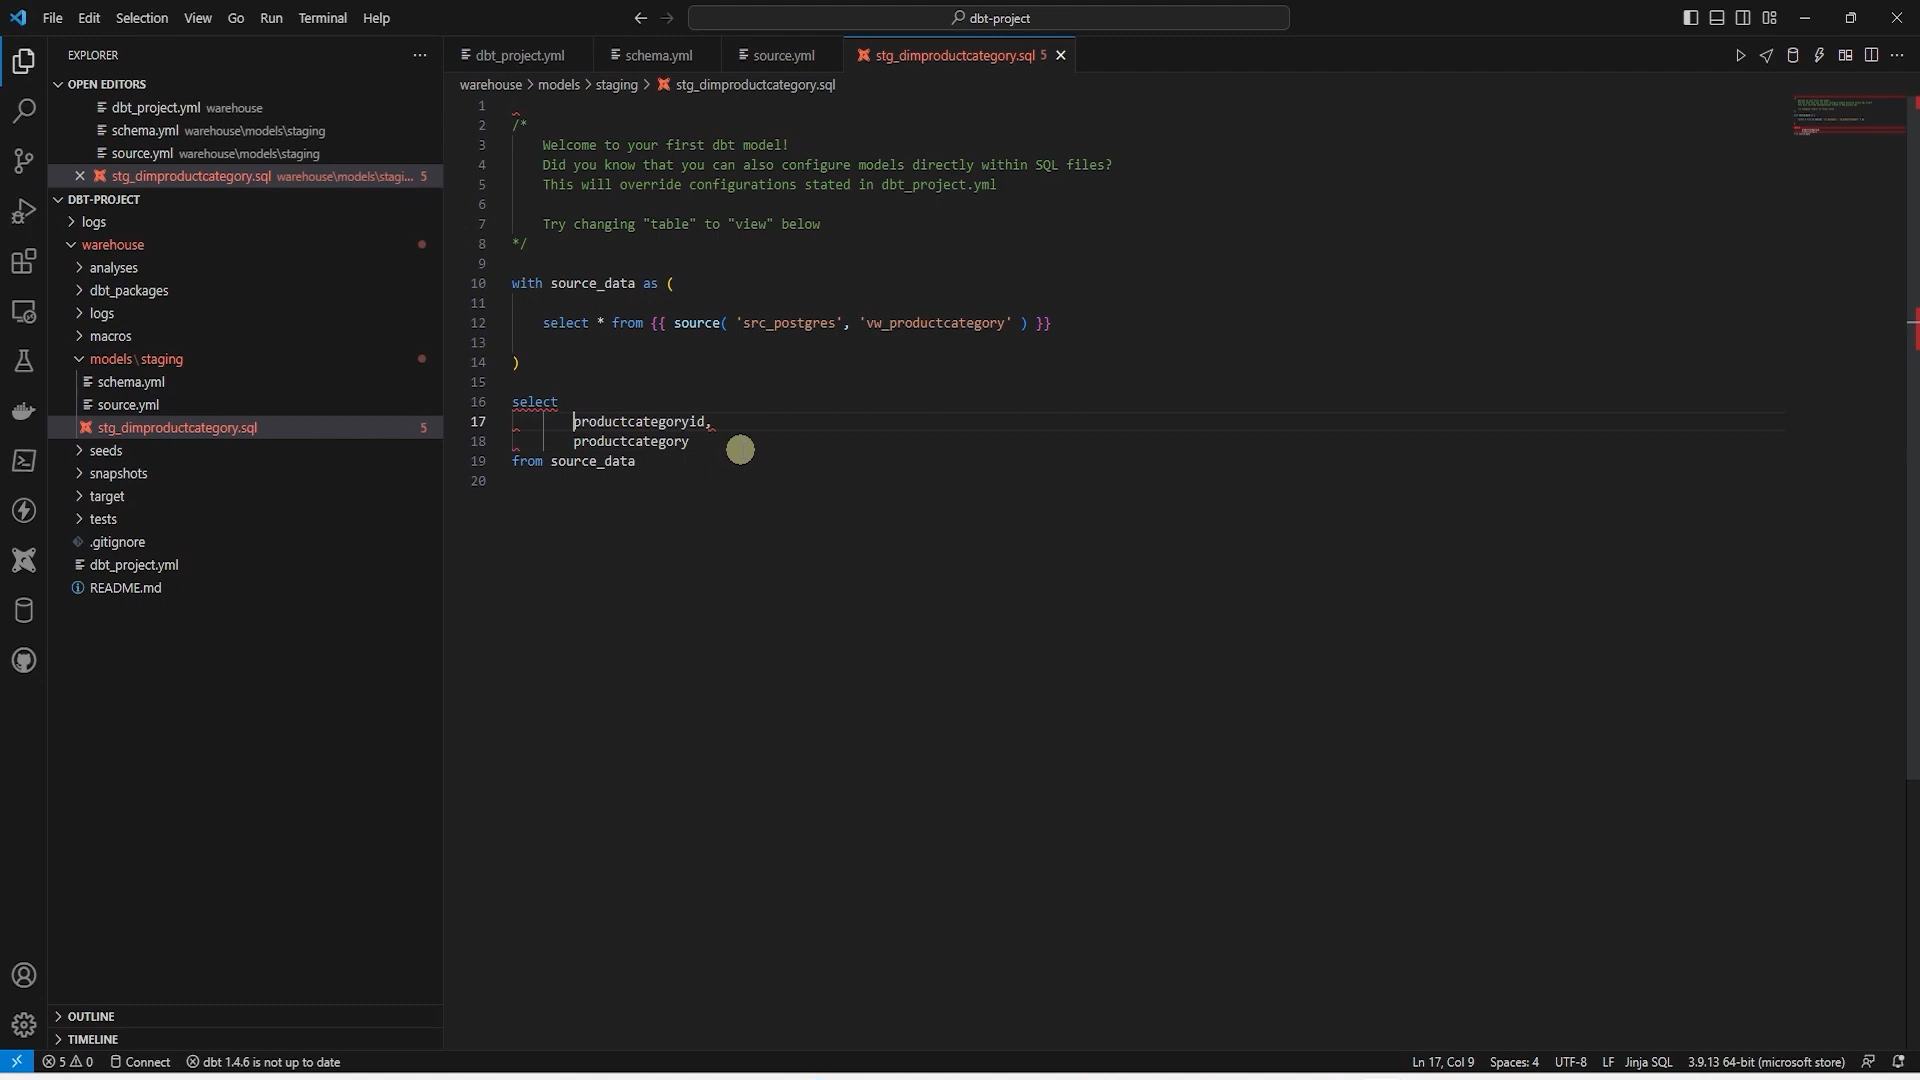 File Edit Selection View Go Run Terminal Help
dbt-project
EXPLORER
OPEN EDITORS
dbt_project.yml warehouse
schema.yml warehouse\models\staging
source.yml warehouse\models\staging
stg_dimproductcategory.sql warehouse\models\stagi... 5
DBT-PROJECT
logs
warehouse
analyses
dbt_packages
logs
macros
models\staging
schema.yml
source.yml
stg_dimproductcategory.sql 5
seeds
snapshots
target
tests
.gitignore
dbt_project.yml
README.md
OUTLINE
TIMELINE
dbt_project.yml schema.yml source.yml stg_dimproductcategory.sql 5
warehouse > models > staging > stg_dimproductcategory.sql
1
2 /*
3 Welcome to your first dbt model!
4 Did you know that you can also configure models directly within SQL files?
5 This will override configurations stated in dbt_project.yml
6
7 Try changing "table" to "view" below
8 */
9
10 with source_data as (
11
12 select * from {{ source( 'src_postgres', 'vw_productcategory' ) }}
13
14 )
15
16 select
17 productcategoryid,
18 productcategory
19 from source_data
20
5 0 Connect dbt 1.4.6 is not up to date
Ln 17, Col 9 Spaces: 4 UTF-8 LF Jinja SQL 3.9.13 64-bit (microsoft store)